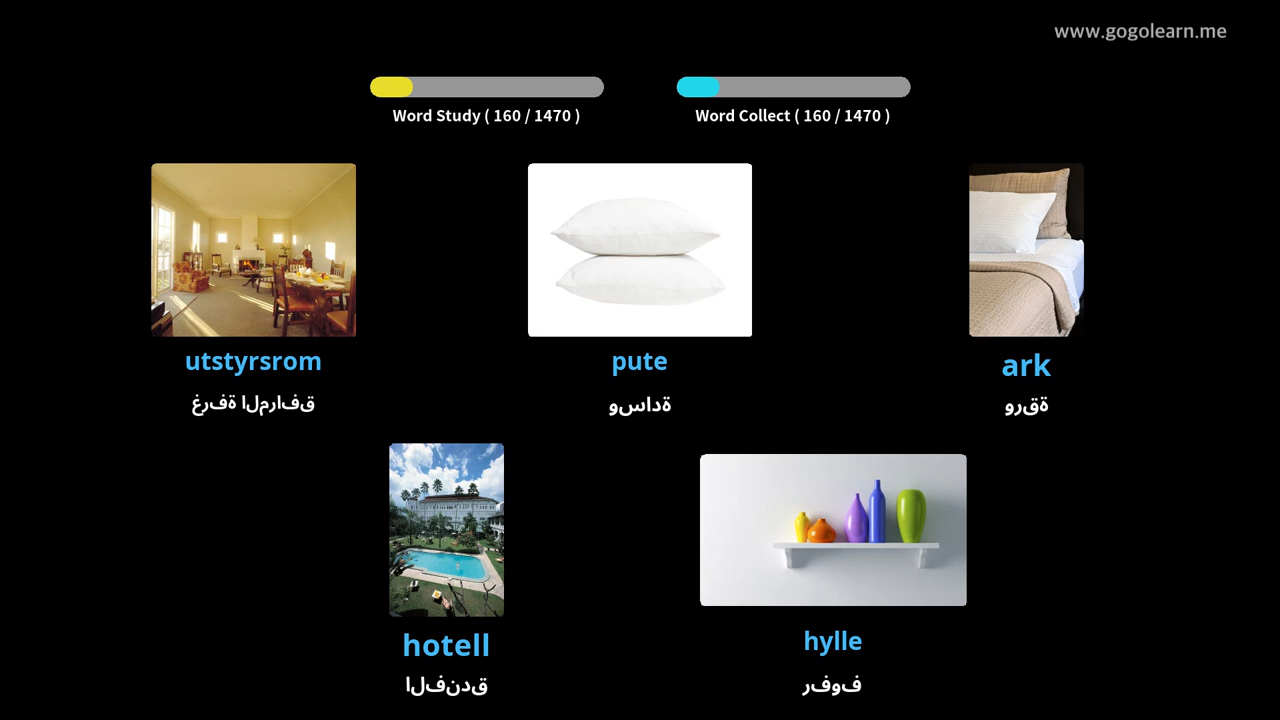 www.gogolearn.me
Word Study ( 160 / 1470 )
Word Collect ( 160 / 1470 )
utstyrsrom
pute
ark
غرفة المرافق
وسادة
ورقة
hotell
hylle
الفندق
رفوف